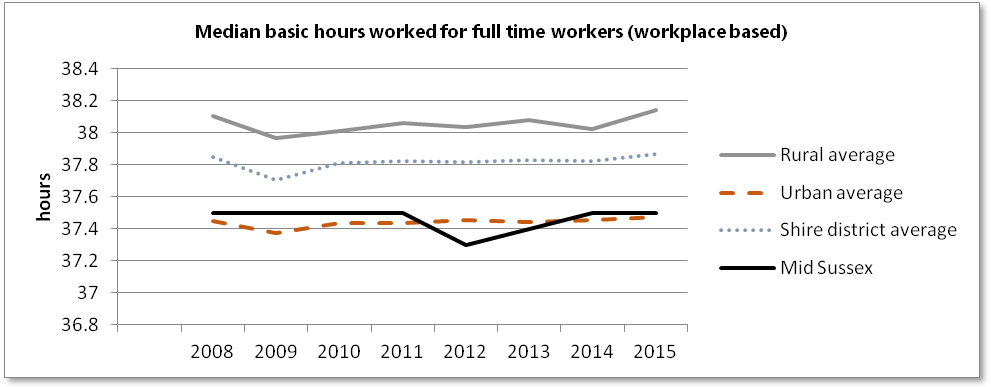 Median basic hours worked for full time workers (workplace based)
38.4
38.2
38
37.8
37.6
37.4
37.2
37
36.8
hours
2008 2009 2010 2011 2012 2013 2014 2015
Rural average
Urban average
Shire district average
Mid Sussex